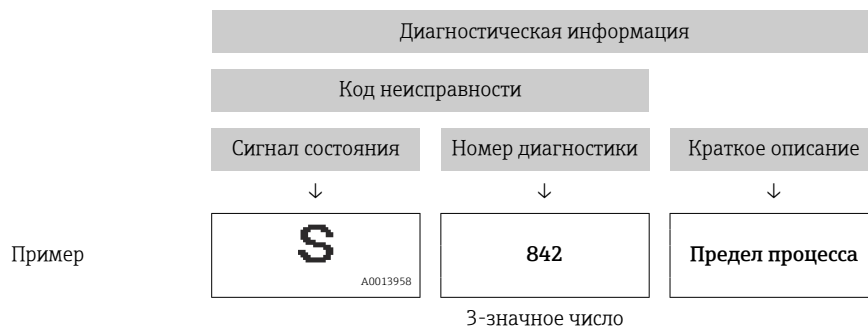 Диагностическая информация
Код неисправности
Сигнал состояния Номер диагностики Краткое описание
↓ ↓ ↓
Пример S 842 Предел процесса
A0013958
3-значное число